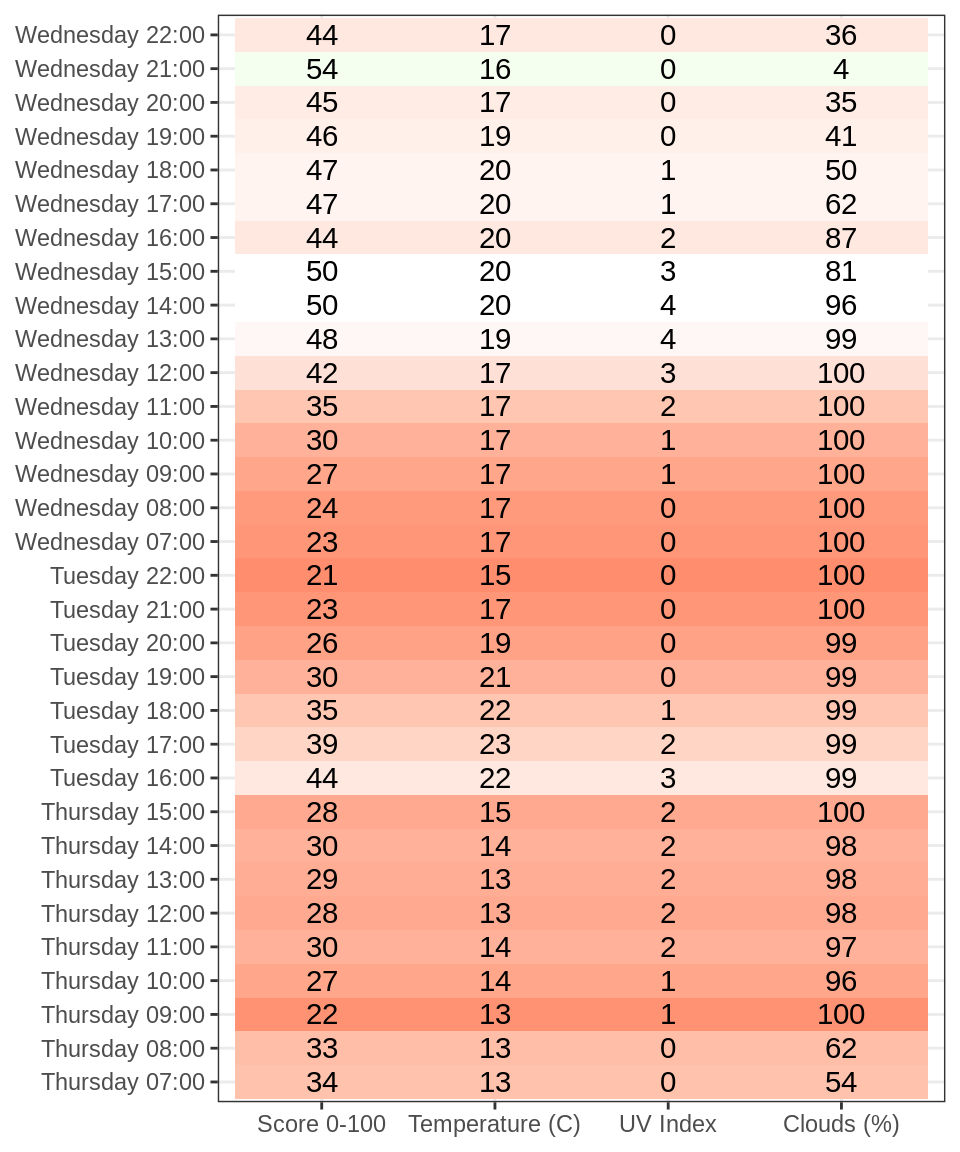 Wednesday 22:00 44 17 0 36
Wednesday 21:00 54 16 0 4
Wednesday 20:00 45 17 0 35
Wednesday 19:00 46 19 0 41
Wednesday 18:00 47 20 1 50
Wednesday 17:00 47 20 1 62
Wednesday 16:00 44 20 2 87
Wednesday 15:00 50 20 3 81
Wednesday 14:00 50 20 4 96
Wednesday 13:00 48 19 4 99
Wednesday 12:00 42 17 3 100
Wednesday 11:00 35 17 2 100
Wednesday 10:00 30 17 1 100
Wednesday 09:00 27 17 1 100
Wednesday 08:00 24 17 0 100
Wednesday 07:00 23 17 0 100
Tuesday 22:00 21 15 0 100
Tuesday 21:00 23 17 0 100
Tuesday 20:00 26 19 0 99
Tuesday 19:00 30 21 0 99
Tuesday 18:00 35 22 1 99
Tuesday 17:00 39 23 2 99
Tuesday 16:00 44 22 3 99
Thursday 15:00 28 15 2 100
Thursday 14:00 30 14 2 98
Thursday 13:00 29 13 2 98
Thursday 12:00 28 13 2 98
Thursday 11:00 30 14 2 97
Thursday 10:00 27 14 1 96
Thursday 09:00 22 13 1 100
Thursday 08:00 33 13 0 62
Thursday 07:00 34 13 0 54
Score 0-100 Temperature (C) UV Index Clouds (%)